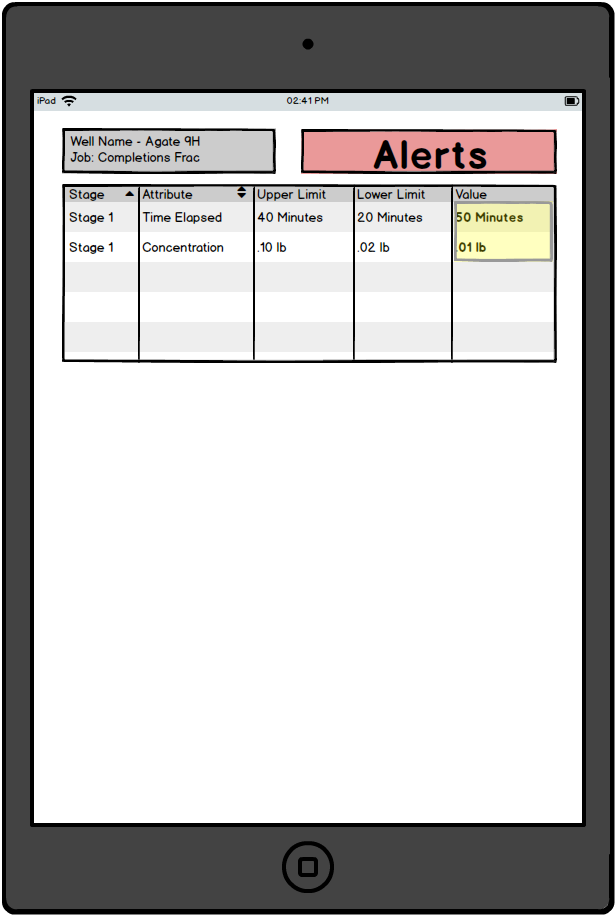 iPad 02:41 PM
Well Name - Agate 9H
Job: Completions Frac
Alerts
Stage Attribute Upper Limit Lower Limit Value
Stage 1 Time Elapsed 40 Minutes 20 Minutes 50 Minutes
Stage 1 Concentration .10 lb .02 lb .01 lb